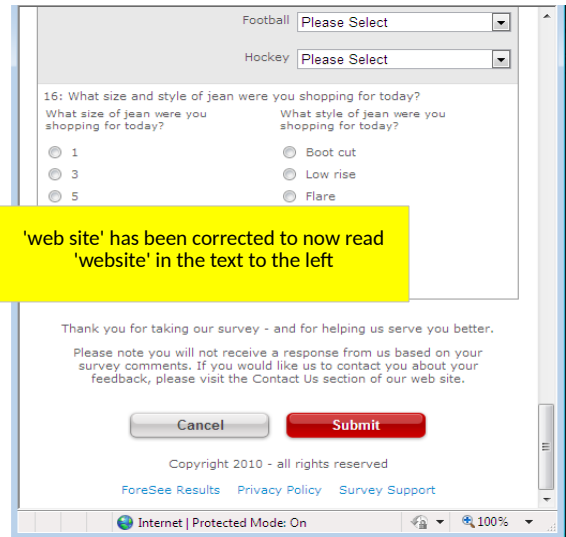 Football Please Select
Hockey Please Select
16: What size and style of jean were you shopping for today?
What size of jean were you
shopping for today?
1
3
5
What style of jean were you
shopping for today?
Boot cut
Low rise
Flare
'web site' has been corrected to now read
'website' in the text to the left
Thank you for taking our survey - and for helping us serve you better.
Please note you will not receive a response from us based on your
survey comments. If you would like us to contact you about your
feedback, please visit the Contact Us section of our web site.
Cancel Submit
Copyright 2010 - all rights reserved
ForeSee Results Privacy Policy Survey Support
Internet | Protected Mode: On 100%